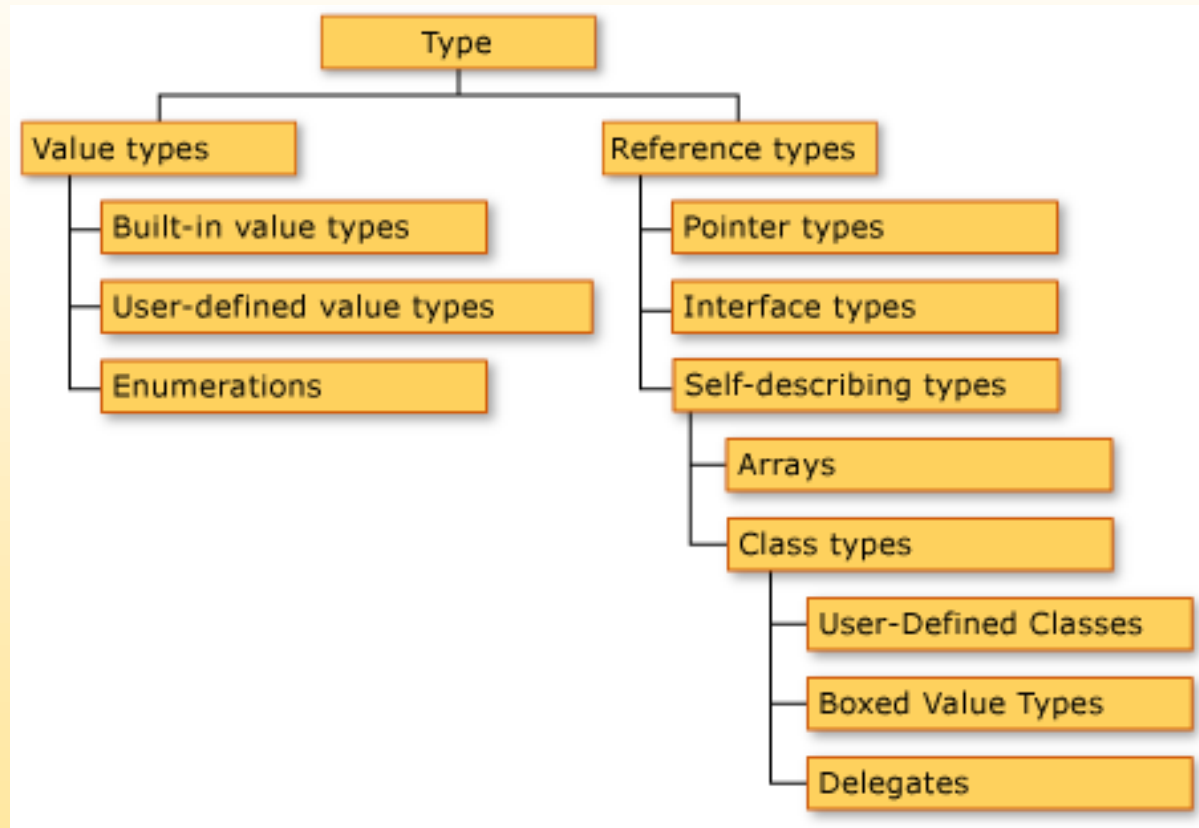 Type
Value types
Reference types
Built-in value types
Pointer types
User-defined value types
Interface types
Enumerations
Self-describing types
Arrays
Class types
User-Defined Classes
Boxed Value Types
Delegates